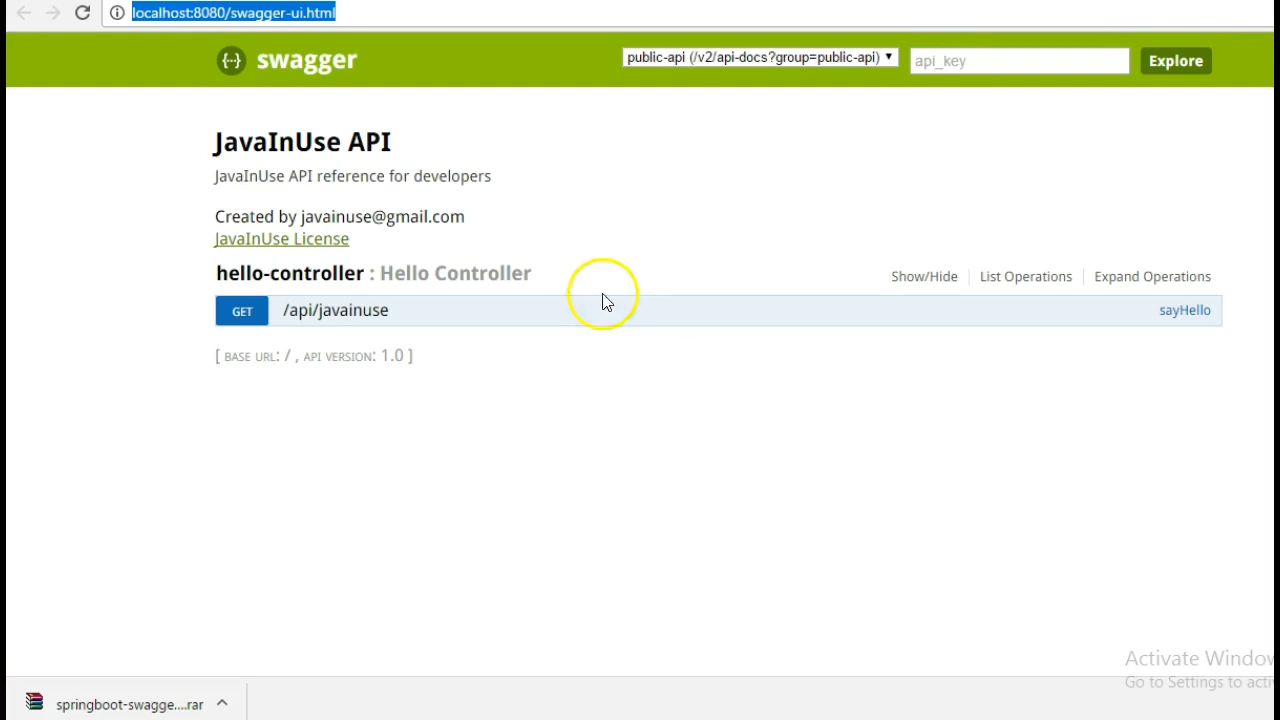 localhost:8080/swagger-ui.html
{··} swagger
public-api (/v2/api-docs?group=public-api)
api_key
Explore
JavaInUse API
JavaInUse API reference for developers
Created by javainuse@gmail.com
JavaInUse License
hello-controller : Hello Controller
Show/Hide
List Operations
Expand Operations
GET /api/javainuse
sayHello
[ BASE URL: / , API VERSION: 1.0 ]
Activate Window
Go to Settings to acti
springboot-swagge....rar